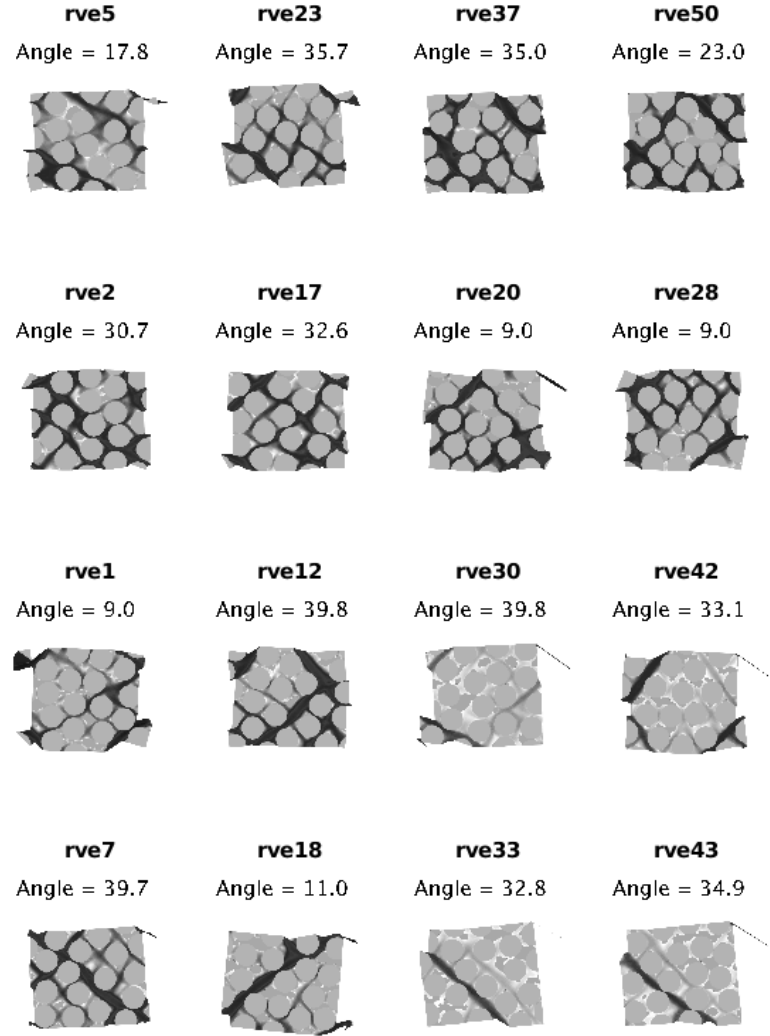 rve5 rve23 rve37 rve50
Angle = 17.8 Angle = 35.7 Angle = 35.0 Angle = 23.0
rve2 rve17 rve20 rve28
Angle = 30.7 Angle = 32.6 Angle = 9.0 Angle = 9.0
rve1 rve12 rve30 rve42
Angle = 9.0 Angle = 39.8 Angle = 39.8 Angle = 33.1
rve7 rve18 rve33 rve43
Angle = 39.7 Angle = 11.0 Angle = 32.8 Angle = 34.9